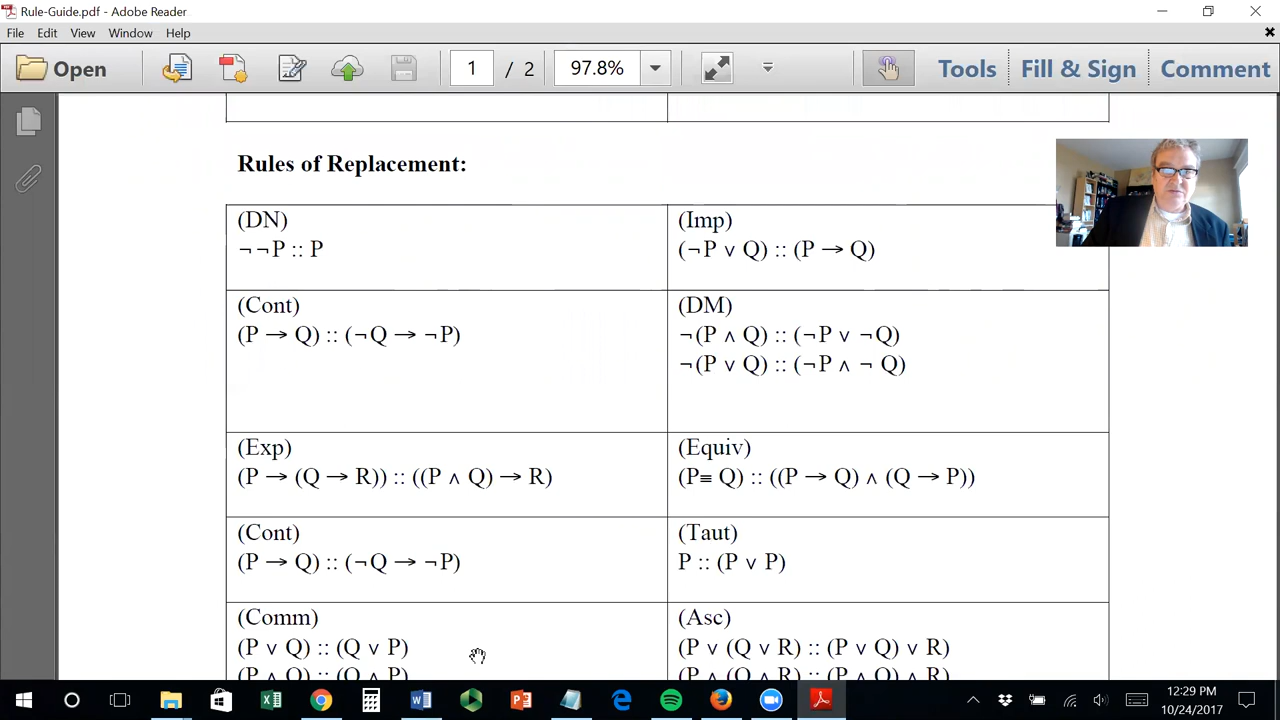 Rule-Guide.pdf - Adobe Reader
File Edit View Window Help
Open 1 / 2 97.8% Tools Fill & Sign Comment
Rules of Replacement:
(DN)
¬¬P :: P
(Imp)
(¬P ∨ Q) :: (P → Q)
(Cont)
(P → Q) :: (¬Q → ¬P)
(DM)
¬(P ∧ Q) :: (¬P ∨ ¬Q)
¬(P ∨ Q) :: (¬P ∧ ¬ Q)
(Exp)
(P → (Q → R)) :: ((P ∧ Q) → R)
(Equiv)
(P≡ Q) :: ((P → Q) ∧ (Q → P))
(Cont)
(P → Q) :: (¬Q → ¬P)
(Taut)
P :: (P ∨ P)
(Comm)
(P ∨ Q) :: (Q ∨ P)
(P ∧ Q) :: (Q ∧ P)
(Asc)
(P ∨ (Q ∨ R) :: (P ∨ Q) ∨ R)
(P ∧ (Q ∧ R) :: (P ∧ Q) ∧ R)
12:29 PM
10/24/2017